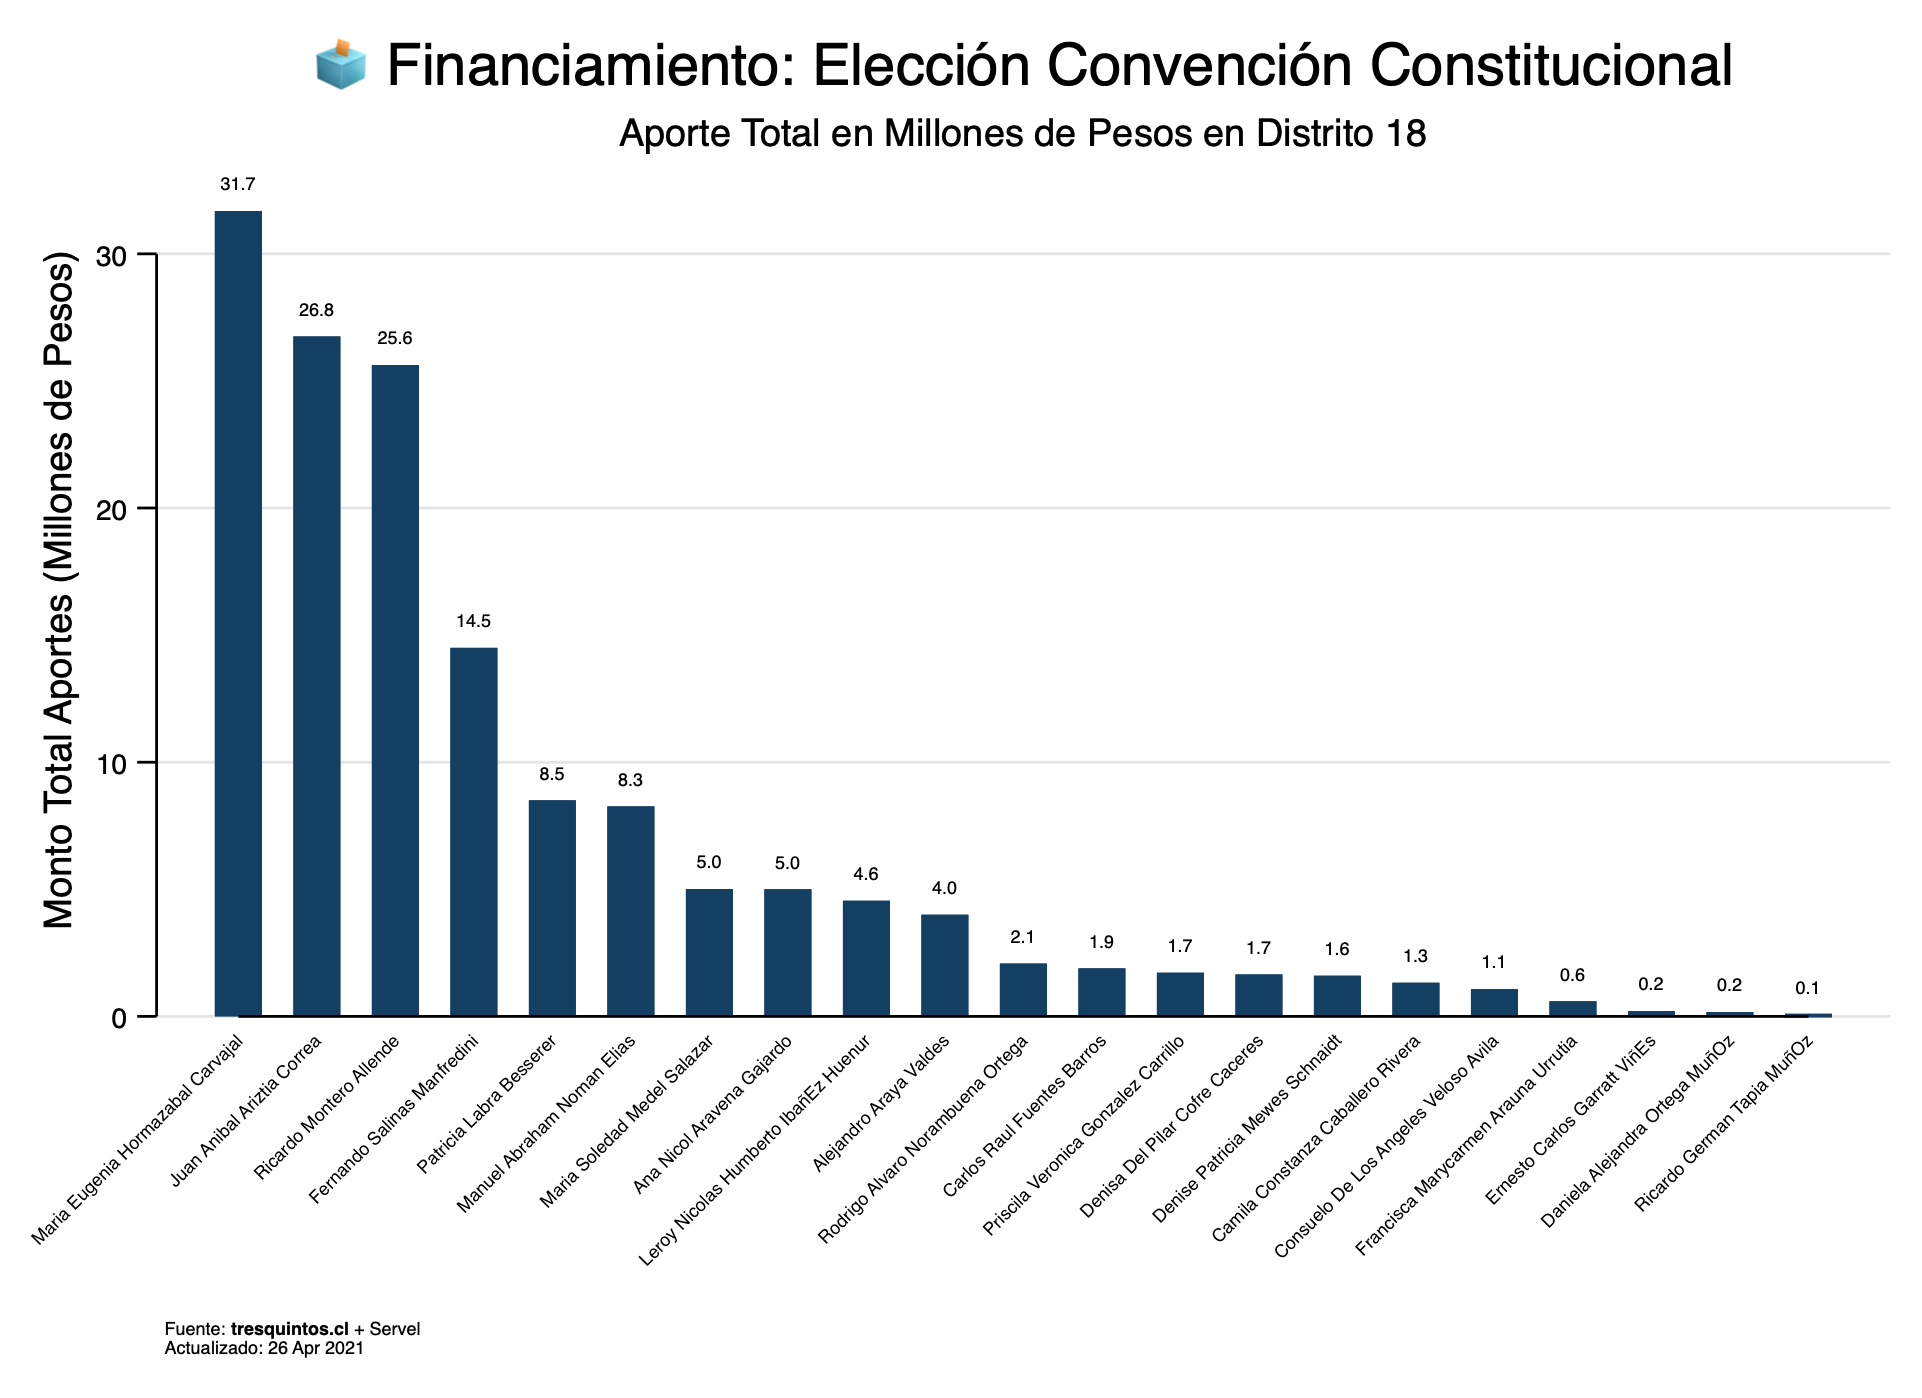 Financiamiento: Elección Convención Constitucional
Aporte Total en Millones de Pesos en Distrito 18
Monto Total Aportes (Millones de Pesos)
30
20
10
0
31.7
26.8
25.6
14.5
8.5
8.3
5.0
5.0
4.6
4.0
2.1
1.9
1.7
1.7
1.6
1.3
1.1
0.6
0.2
0.2
0.1
Maria Eugenia Hormazabal Carvajal
Juan Anibal Ariztia Correa
Ricardo Montero Allende
Fernando Salinas Manfredini
Patricia Labra Besserer
Manuel Abraham Noman Elias
Maria Soledad Medel Salazar
Ana Nicol Aravena Gajardo
Leroy Nicolas Humberto IbañEz Huenur
Alejandro Araya Valdes
Rodrigo Alvaro Norambuena Ortega
Carlos Raul Fuentes Barros
Priscila Veronica Gonzalez Carrillo
Denisa Del Pilar Cofre Caceres
Denise Patricia Mewes Schnaidt
Camila Constanza Caballero Rivera
Consuelo De Los Angeles Veloso Avila
Francisca Marycarmen Arauna Urrutia
Ernesto Carlos Garratt ViñEs
Daniela Alejandra Ortega MuñOz
Ricardo German Tapia MuñOz
Fuente: tresquintos.cl + Servel
Actualizado: 26 Apr 2021